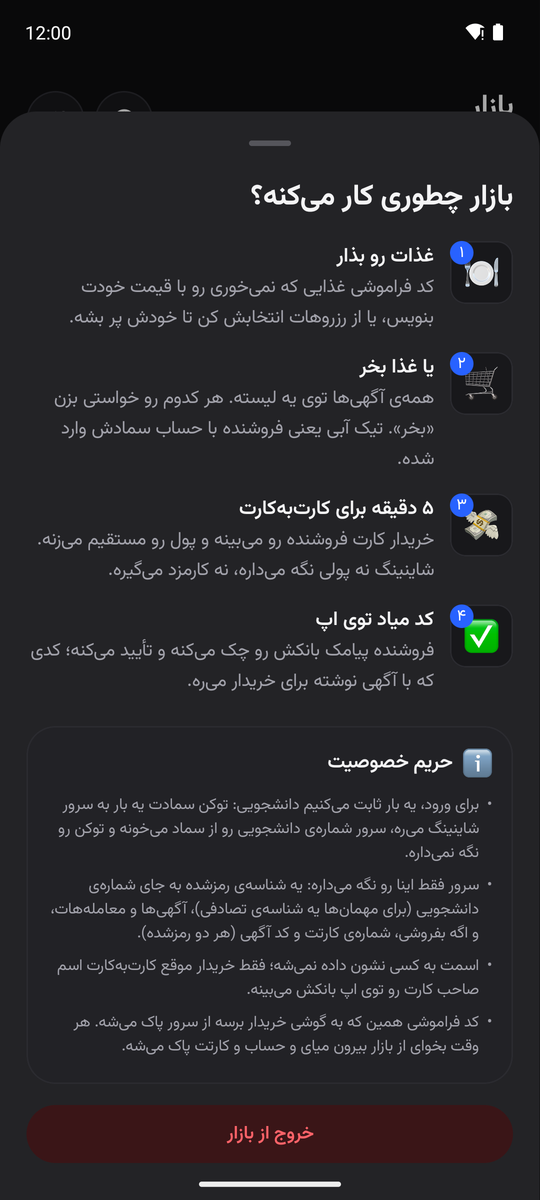 12:00
بازار
بازار چطوری کار می‌کنه؟
۱
غذات رو بذار
کد فراموشی غذایی که نمی‌خوری رو با قیمت خودت
بنویس، یا از رزروهات انتخابش کن تا خودش پر بشه.
۲
یا غذا بخر
همه‌ی آگهی‌ها توی یه لیسته. هر کدوم رو خواستی بزن
«بخر». تیک آبی یعنی فروشنده با حساب سمادش وارد
شده.
۳
۵ دقیقه برای کارت‌به‌کارت
خریدار کارت فروشنده رو می‌بینه و پول رو مستقیم می‌زنه.
شاینینگ نه پولی نگه می‌داره، نه کارمزد می‌گیره.
۴
کد میاد توی اپ
فروشنده پیامک بانکش رو چک می‌کنه و تأیید می‌کنه؛ کدی
که با آگهی نوشته برای خریدار می‌ره.
حریم خصوصیت
• برای ورود، یه بار ثابت می‌کنیم دانشجویی: توکن سمادت یه بار به سرور
شاینینگ می‌ره، سرور شماره‌ی دانشجویی رو از سماد می‌خونه و توکن رو
نگه نمی‌داره.
• سرور فقط اینا رو نگه می‌داره: یه شناسه‌ی رمزشده به جای شماره‌ی
دانشجویی (برای مهمان‌ها یه شناسه‌ی تصادفی)، آگهی‌ها و معامله‌هات،
و اگه بفروشی، شماره‌ی کارتت و کد آگهی (هر دو رمزشده).
• اسمت به کسی نشون داده نمی‌شه؛ فقط خریدار موقع کارت‌به‌کارت اسم
صاحب کارت رو توی اپ بانکش می‌بینه.
• کد فراموشی همین که به گوشی خریدار برسه از سرور پاک می‌شه. هر
وقت بخوای از بازار بیرون میای و حساب و کارتت پاک می‌شه.
خروج از بازار